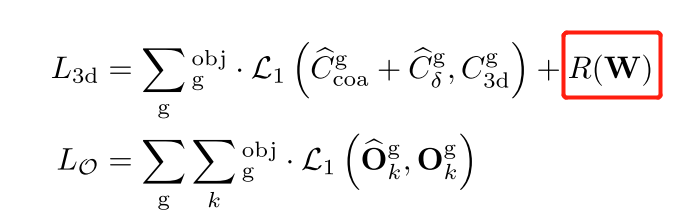 L_{3d} = \sum_{g} {}^{obj}_{g} \cdot \mathcal{L}_1 \left( \widehat{C}^{g}_{coa} + \widehat{C}^{g}_{\delta}, C^{g}_{3d} \right) + R(\mathbf{W})
L_{\mathcal{O}} = \sum_{g} \sum_{k} {}^{obj}_{g} \cdot \mathcal{L}_1 \left( \widehat{\mathbf{O}}^{g}_{k}, \mathbf{O}^{g}_{k} \right)